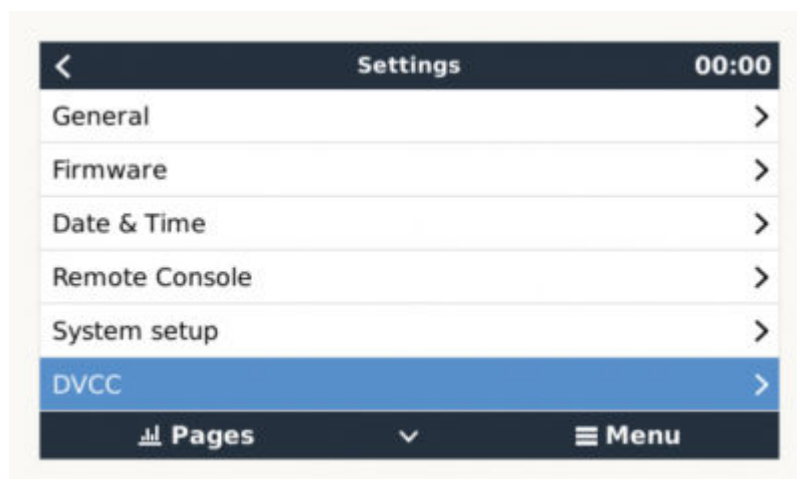 Settings 00:00
General
Firmware
Date & Time
Remote Console
System setup
DVCC
Pages Menu